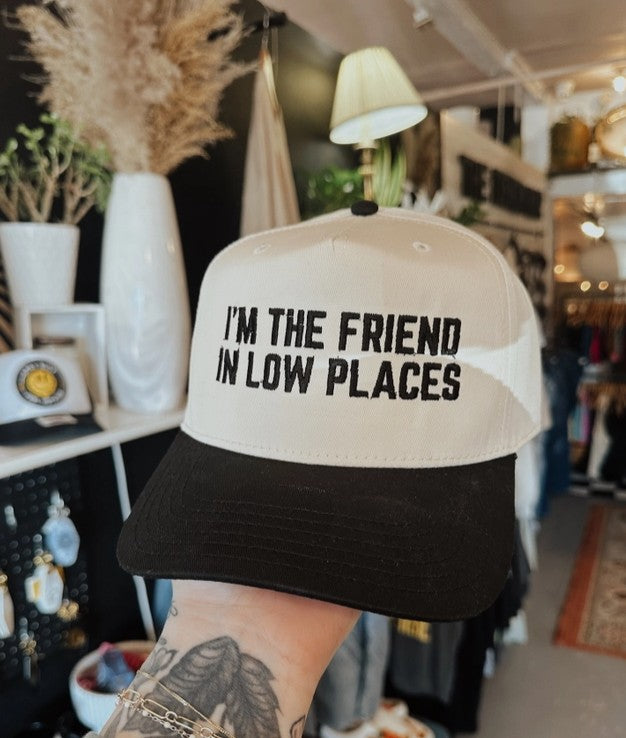 I'M THE FRIEND
IN LOW PLACES